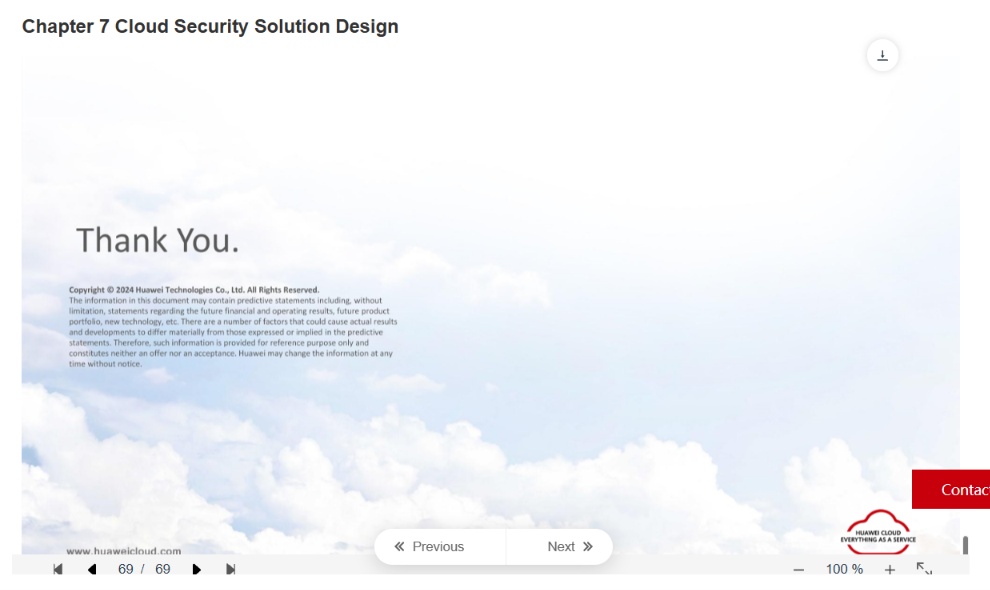 Chapter 7 Cloud Security Solution Design
Thank You.
Copyright © 2024 Huawei Technologies Co., Ltd. All Rights Reserved.
The information in this document may contain predictive statements including, without
limitation, statements regarding the future financial and operating results, future product
portfolio, new technology, etc. There are a number of factors that could cause actual results
and developments to differ materially from those expressed or implied in the predictive
statements. Therefore, such information is provided for reference purpose only and
constitutes neither an offer nor an acceptance. Huawei may change the information at any
time without notice.
Contac
HUAWEI CLOUD
EVERYTHING AS A SERVICE
www.huaweicloud.com
« Previous
Next »
69 / 69
100 %